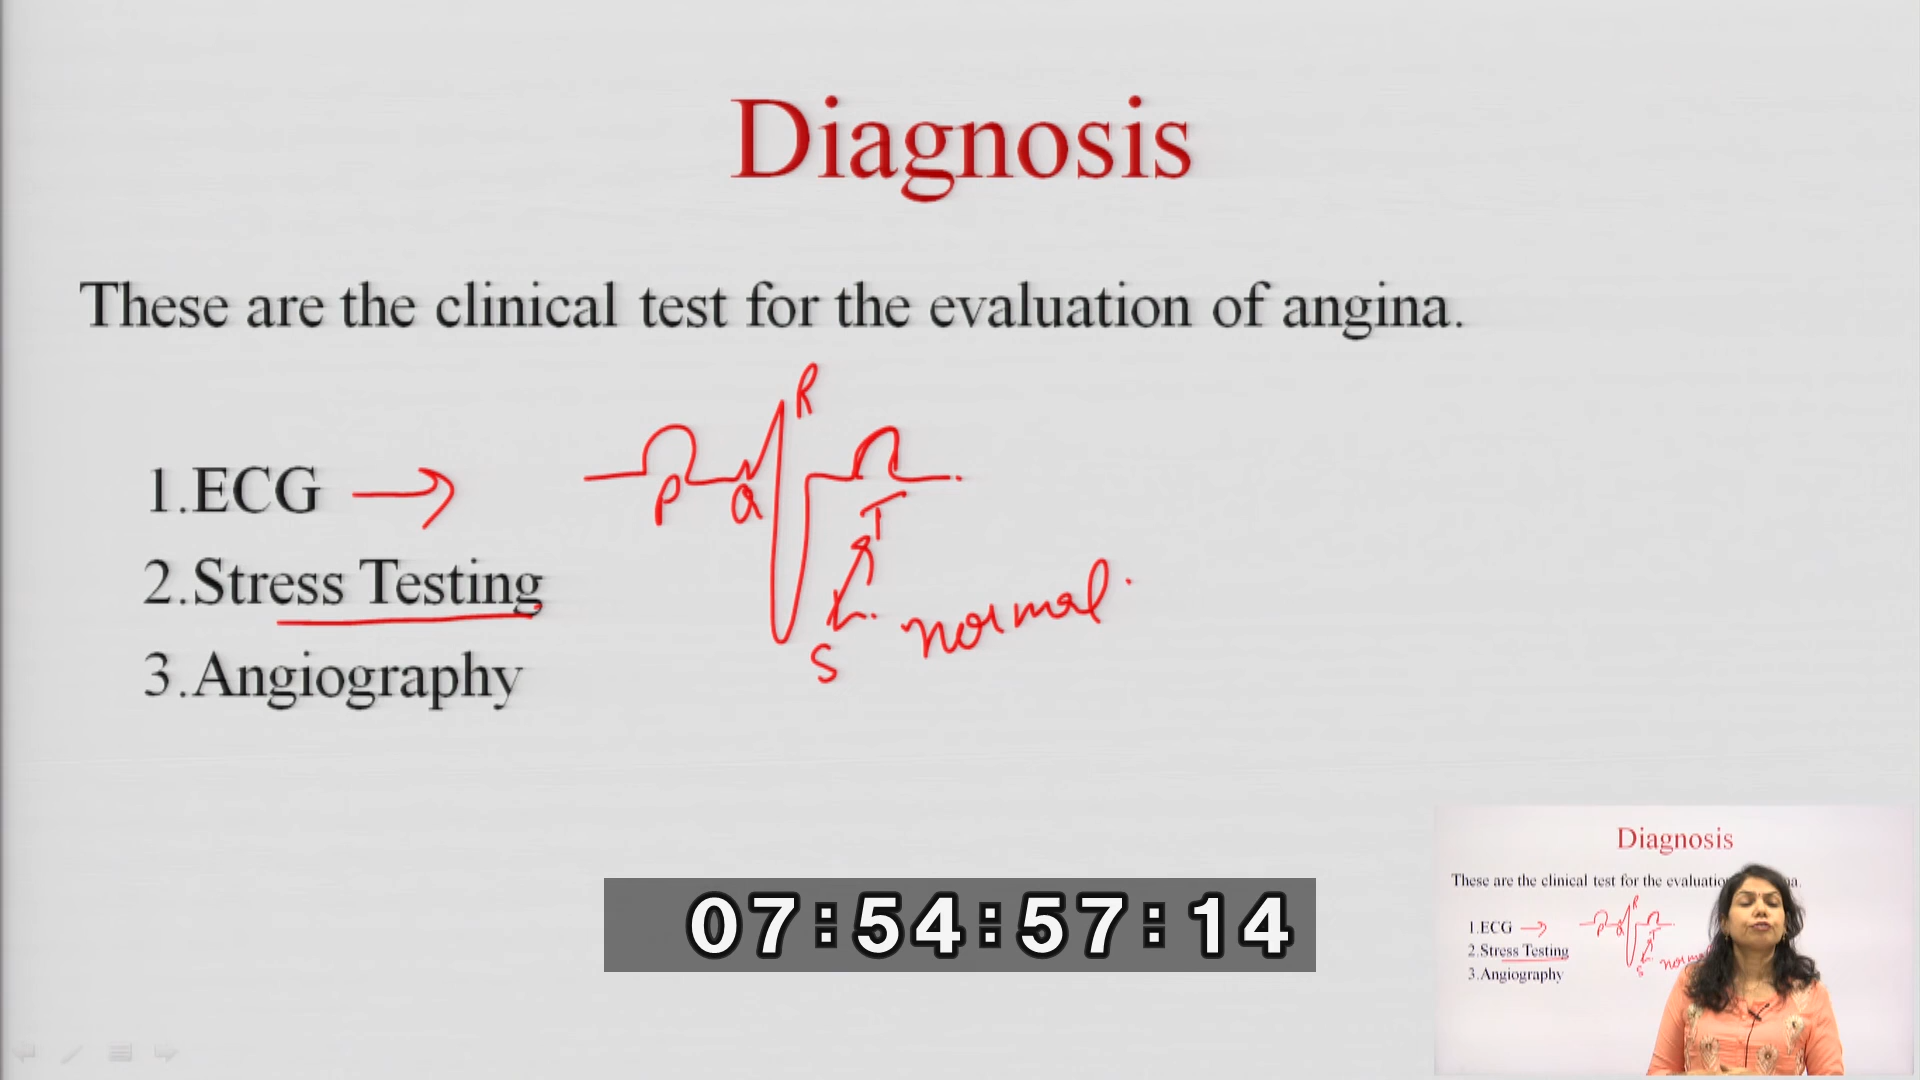 Diagnosis
These are the clinical test for the evaluation of angina.
R
1.ECG →
P
Q
T
2.Stress Testing
S
normal.
3.Angiography
07:54:57:14
Diagnosis
These are the clinical test for the evaluatio
1.ECG →
R
P
Q
T
2.Stress Testing
S
3.Angiography